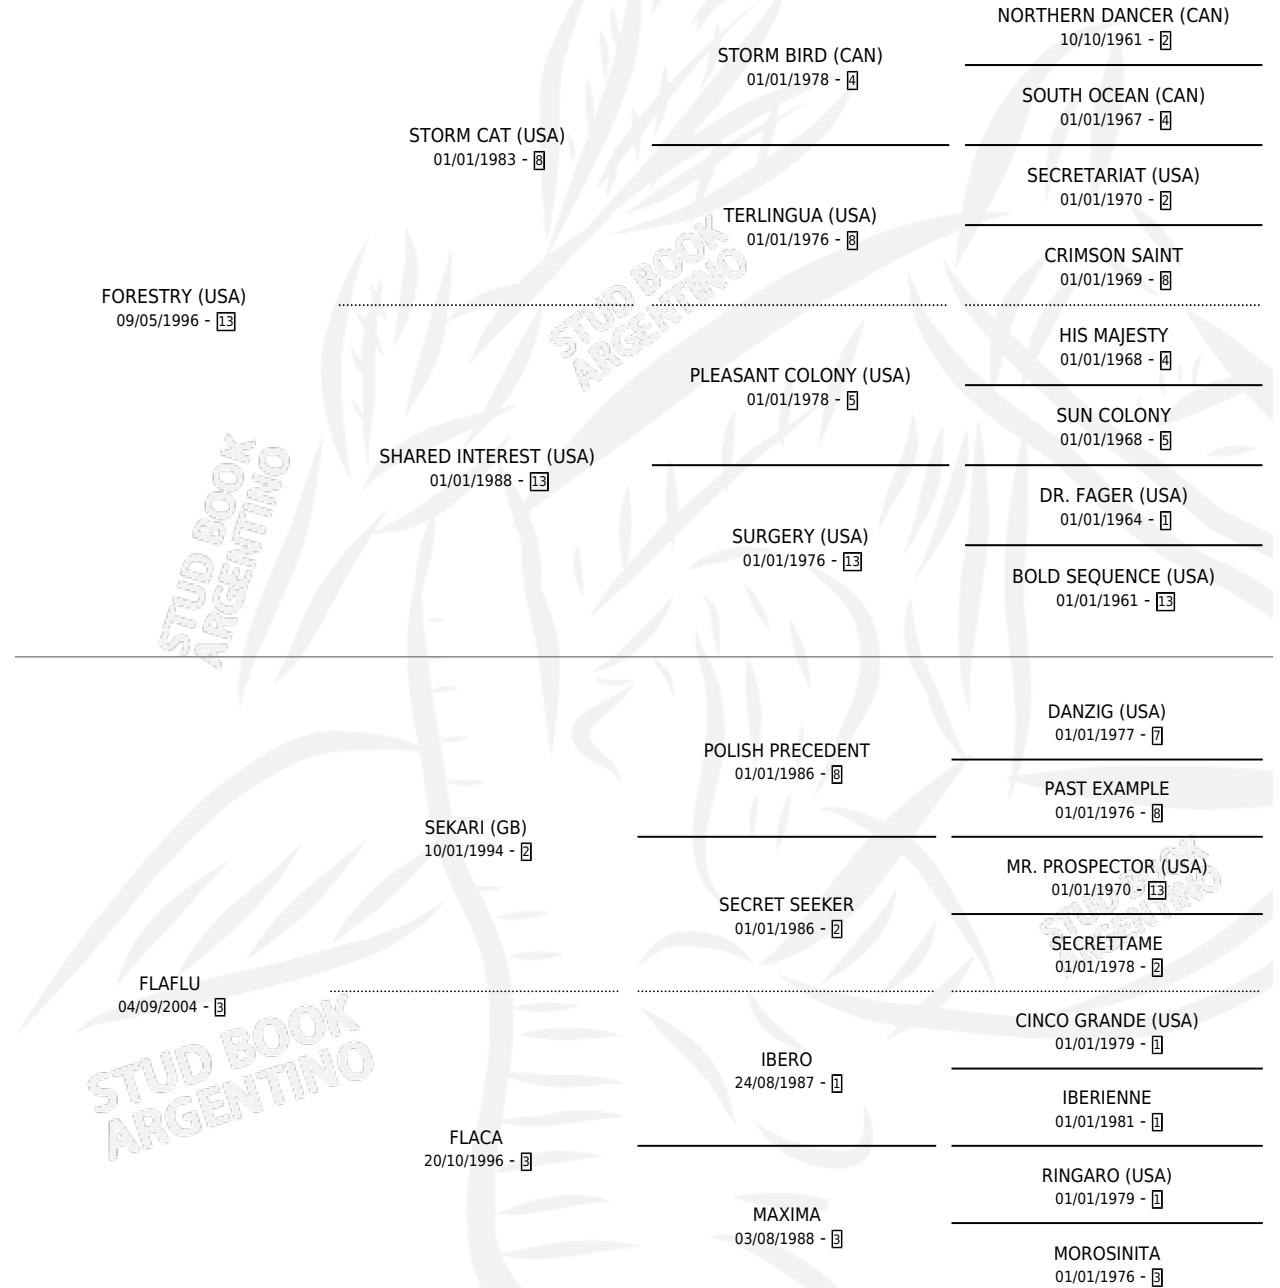 NORTHERN DANCER (CAN)
10/10/1961 - 2
STORM BIRD (CAN)
01/01/1978 - 4
SOUTH OCEAN (CAN)
01/01/1967 - 4
STORM CAT (USA)
01/01/1983 - 8
SECRETARIAT (USA)
01/01/1970 - 2
TERLINGUA (USA)
01/01/1976 - 8
CRIMSON SAINT
01/01/1969 - 8
FORESTRY (USA)
09/05/1996 - 13
HIS MAJESTY
01/01/1968 - 4
PLEASANT COLONY (USA)
01/01/1978 - 5
SUN COLONY
01/01/1968 - 5
SHARED INTEREST (USA)
01/01/1988 - 13
DR. FAGER (USA)
01/01/1964 - 1
SURGERY (USA)
01/01/1976 - 13
BOLD SEQUENCE (USA)
01/01/1961 - 13
DANZIG (USA)
01/01/1977 - 7
POLISH PRECEDENT
01/01/1986 - 8
PAST EXAMPLE
01/01/1976 - 8
SEKARI (GB)
10/01/1994 - 2
MR. PROSPECTOR (USA)
01/01/1970 - 13
SECRET SEEKER
01/01/1986 - 2
SECRETTAME
01/01/1978 - 2
FLAFLU
04/09/2004 - 3
CINCO GRANDE (USA)
01/01/1979 - 1
IBERO
24/08/1987 - 1
IBERIENNE
01/01/1981 - 1
FLACA
20/10/1996 - 3
RINGARO (USA)
01/01/1979 - 1
MAXIMA
03/08/1988 - 3
MOROSINITA
01/01/1976 - 3
STUD BOOK
ARGENTINO
STUD BOOK
ARGENTINO
STUD BOOK
ARGENTINO
STUD BOOK
ARGENTINO